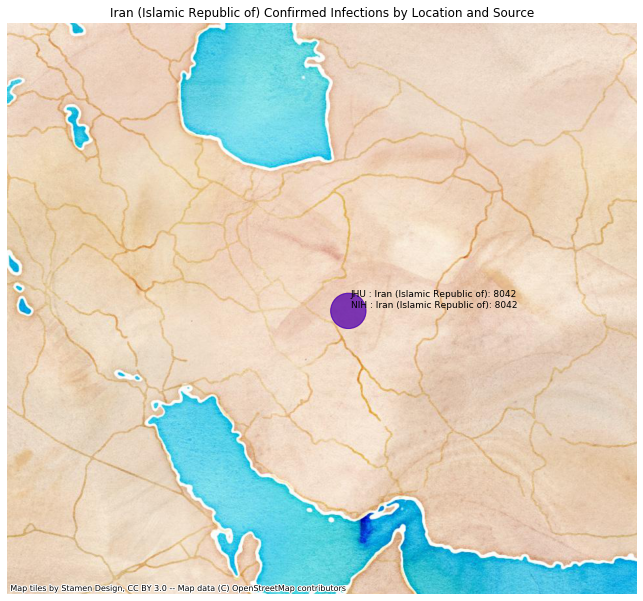 Iran (Islamic Republic of) Confirmed Infections by Location and Source
JHU : Iran (Islamic Republic of): 8042
NIH : Iran (Islamic Republic of): 8042
Map tiles by Stamen Design, CC BY 3.0 -- Map data (C) OpenStreetMap contributors